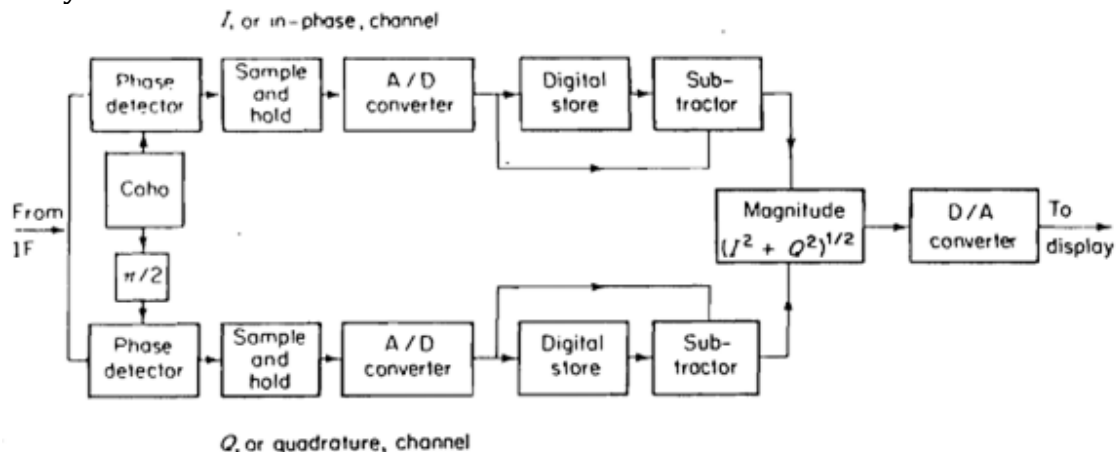 I, or in-phase, channel
Phase
detector
Sample
and
hold
A/D
converter
Digital
store
Sub-
tractor
Coho
From
IF
π/2
Magnitude
(I² + Q²)^1/2
D/A
converter
To
display
Phase
detector
Sample
and
hold
A/D
converter
Digital
store
Sub-
tractor
Q, or quadrature, channel